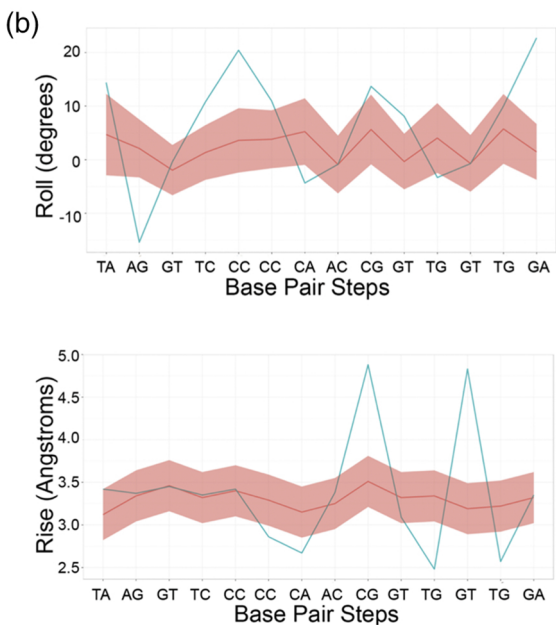 (b)
Roll (degrees)
20
10
0
-10
TA AG GT TC CC CC CA AC CG GT TG GT TG GA
Base Pair Steps
Rise (Angstroms)
5.0
4.5
4.0
3.5
3.0
2.5
TA AG GT TC CC CC CA AC CG GT TG GT TG GA
Base Pair Steps